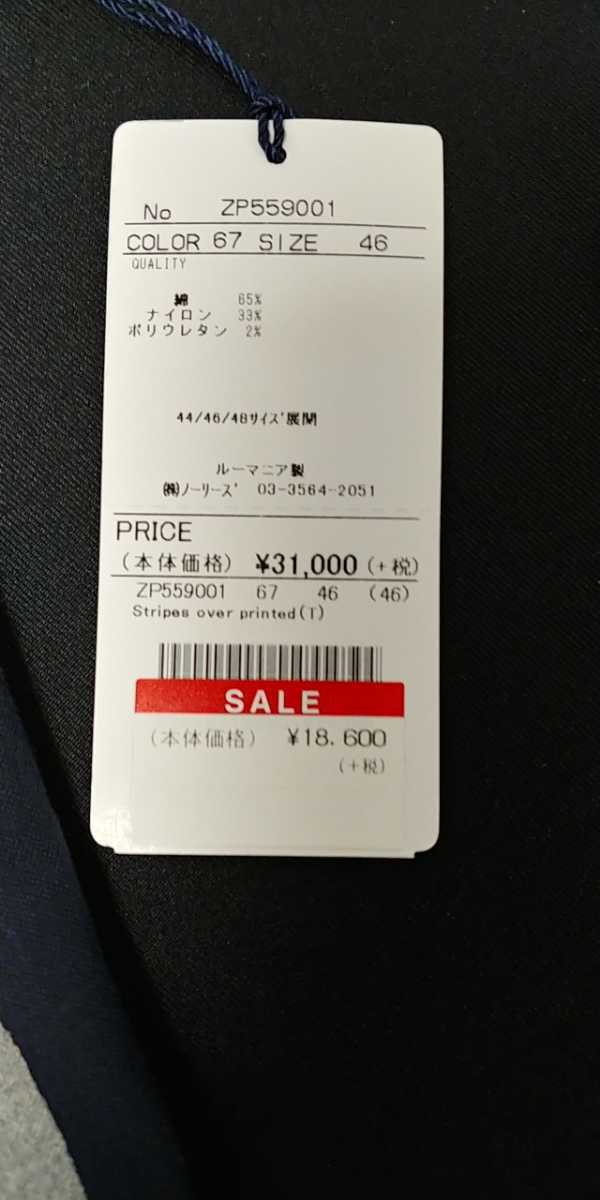 No ZP559001
COLOR 67 SIZE 46
QUALITY
綿 65%
ナイロン 33%
ポリウレタン 2%
44/46/48サイズ展開
ルーマニア製
㈱ノーリーズ 03-3564-2051
PRICE
(本体価格) ¥31,000 (+税)
ZP559001 67 46 (46)
Stripes over printed(T)
SALE
(本体価格) ¥18.600
(+税)